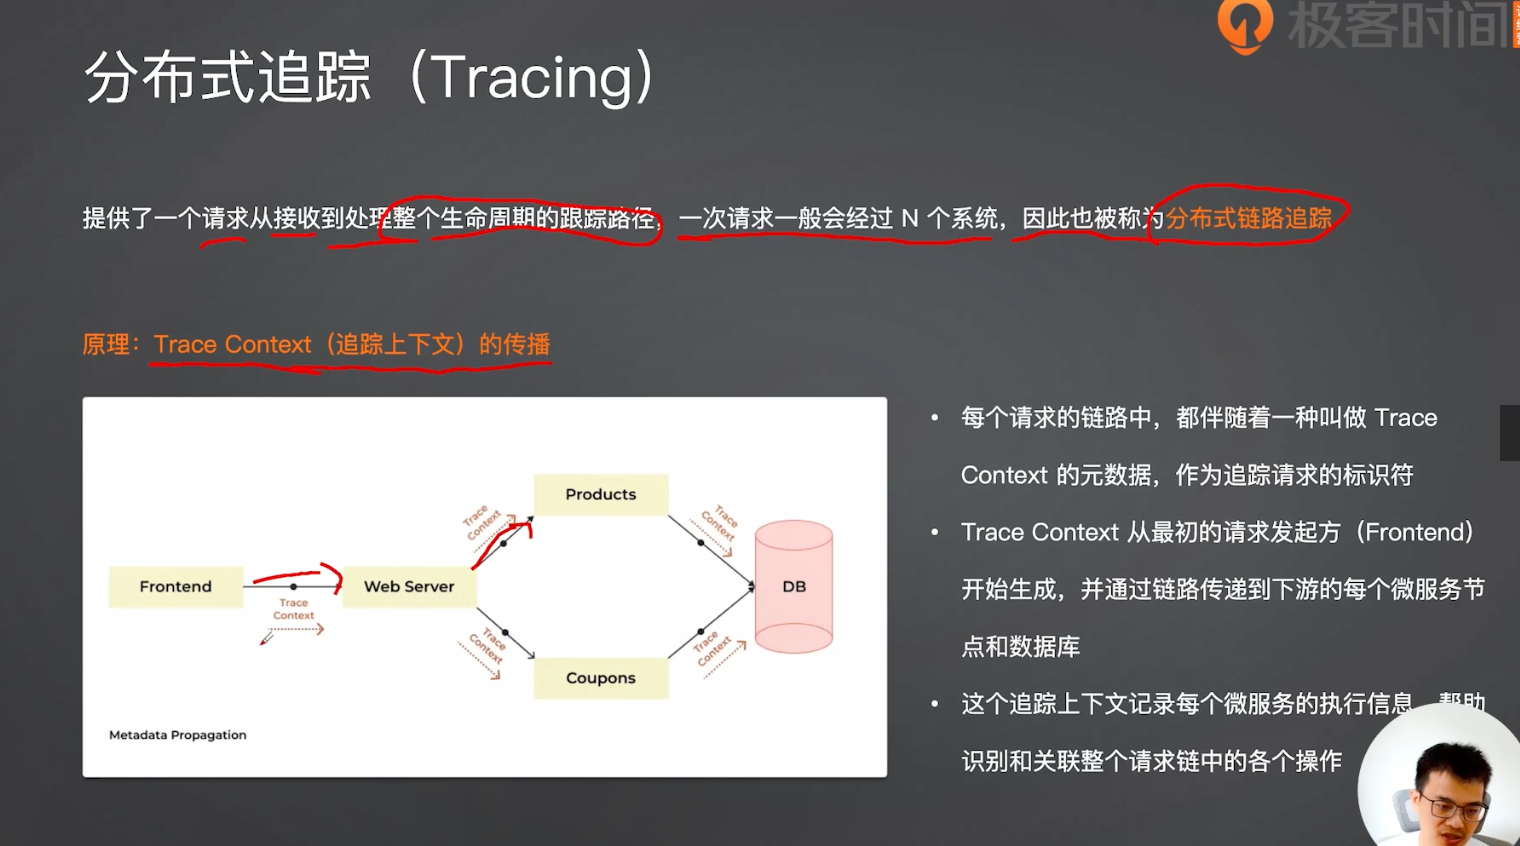 极客时间
分布式追踪（Tracing）
提供了一个请求从接收到处理整个生命周期的跟踪路径，一次请求一般会经过 N 个系统，因此也被称为分布式链路追踪
原理：Trace Context（追踪上下文）的传播
Products
Trace
Context
Trace
Context
Frontend
Web Server
DB
Trace
Context
Trace
Context
Trace
Context
Coupons
Metadata Propagation
• 每个请求的链路中，都伴随着一种叫做 Trace
Context 的元数据，作为追踪请求的标识符
• Trace Context 从最初的请求发起方（Frontend）
开始生成，并通过链路传递到下游的每个微服务节
点和数据库
• 这个追踪上下文记录每个微服务的执行信息，帮助
识别和关联整个请求链中的各个操作